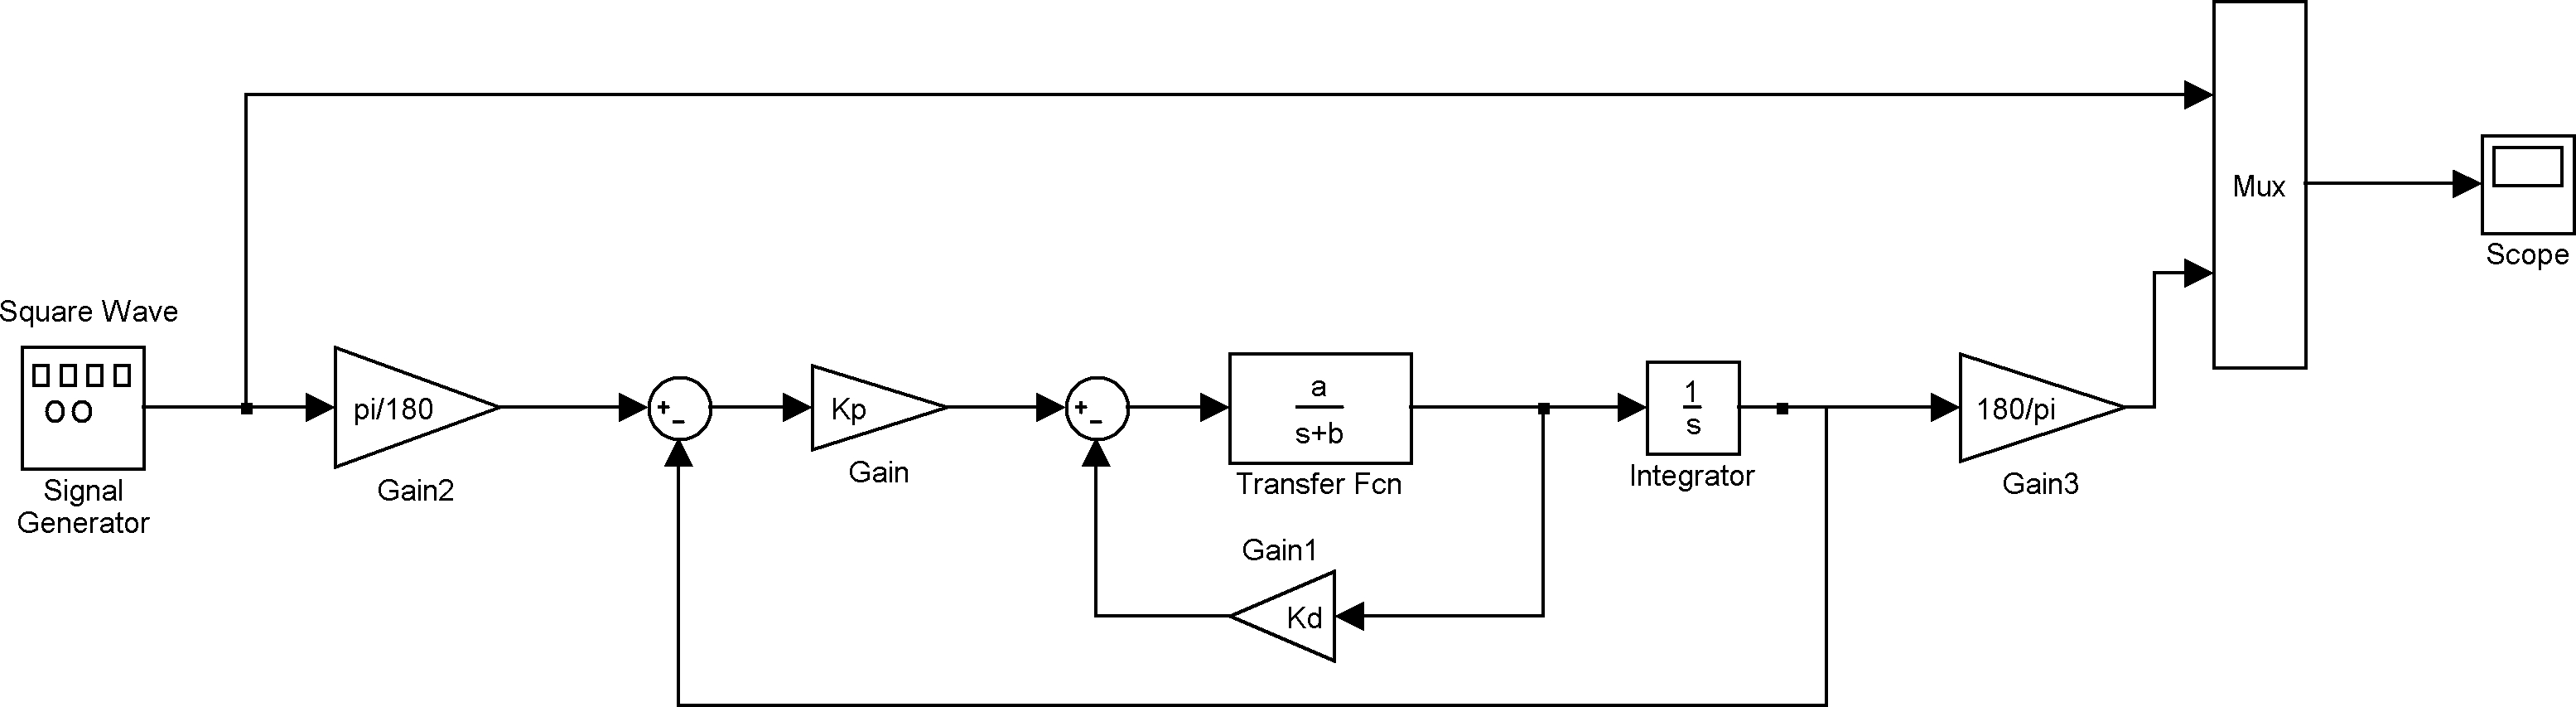 Square Wave
Signal
Generator
pi/180
Gain2
+
-
Kp
Gain
+
-
a
s+b
Transfer Fcn
Gain1
Kd
1
s
Integrator
180/pi
Gain3
Mux
Scope